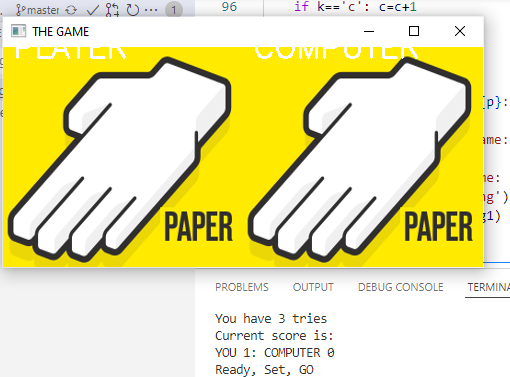 master
1
96 if k=='c': c=c+1
THE GAME
PLAYER COMPUTER
{p}:
ame:
me:
ng')
g1)
PAPER PAPER
PROBLEMS OUTPUT DEBUG CONSOLE TERMINA
You have 3 tries
Current score is:
YOU 1: COMPUTER 0
Ready, Set, GO